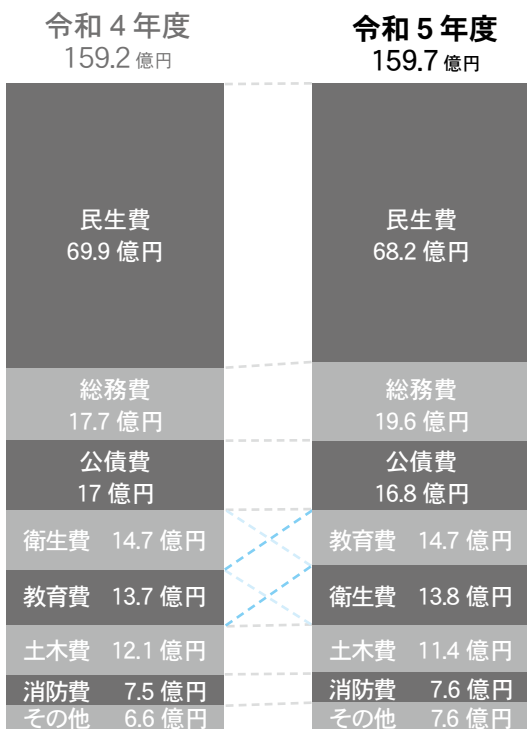 令和 4 年度
159.2 億円
民生費
69.9 億円
総務費
17.7 億円
公債費
17 億円
衛生費 14.7 億円
教育費 13.7 億円
土木費 12.1 億円
消防費 7.5 億円
その他 6.6 億円
令和 5 年度
159.7 億円
民生費
68.2 億円
総務費
19.6 億円
公債費
16.8 億円
教育費 14.7 億円
衛生費 13.8 億円
土木費 11.4 億円
消防費 7.6 億円
その他 7.6 億円